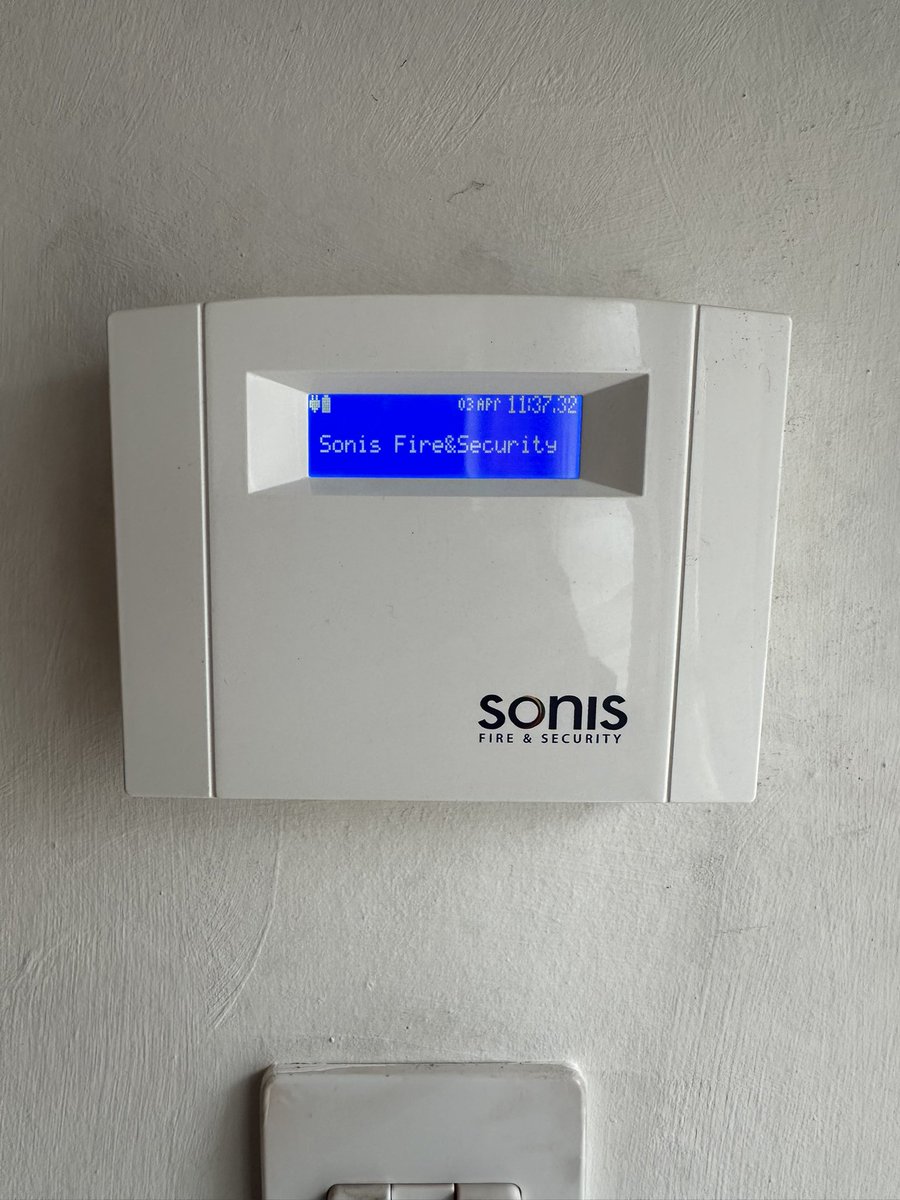 03 APR 11:37.32
Sonis Fire&Security
sonis
FIRE & SECURITY